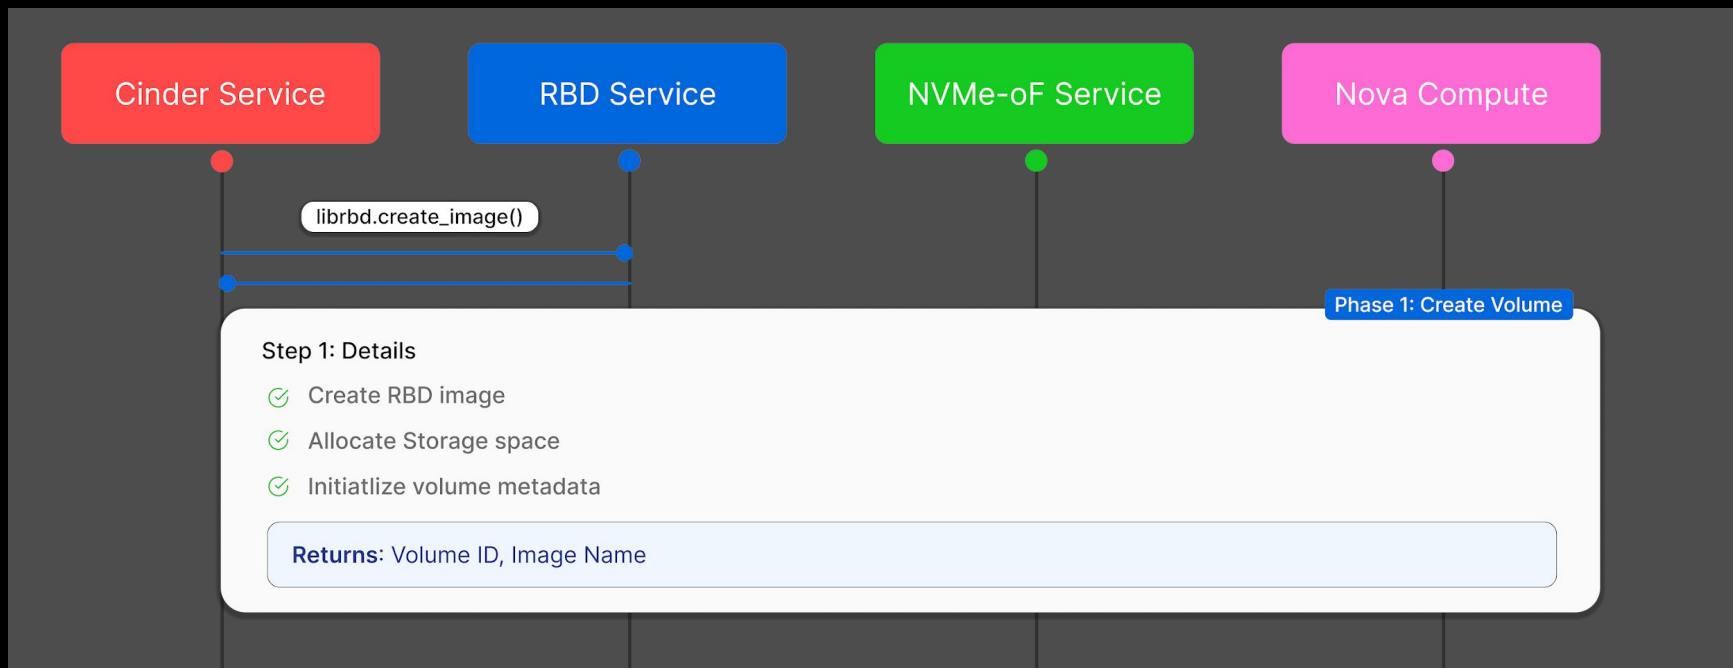 Cinder Service
RBD Service
NVMe-oF Service
Nova Compute
librbd.create_image()
Phase 1: Create Volume
Step 1: Details
Create RBD image
Allocate Storage space
Initiatlize volume metadata
Returns: Volume ID, Image Name